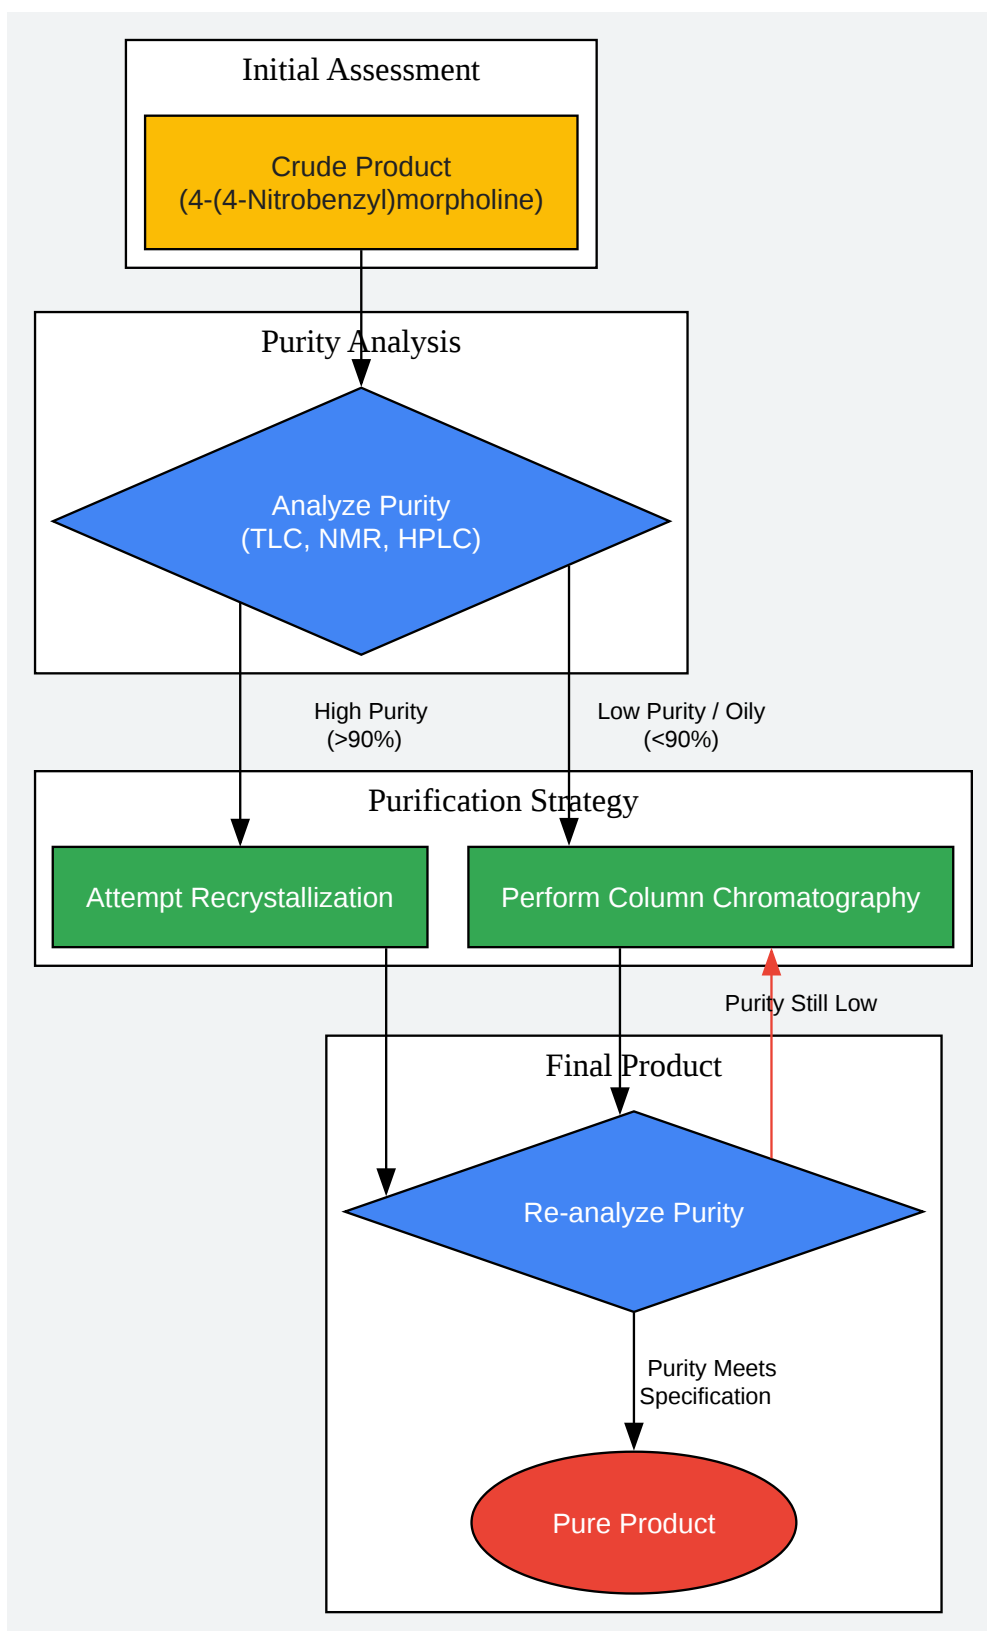 Initial Assessment
Crude Product
(4-(4-Nitrobenzyl)morpholine)
Purity Analysis
Analyze Purity
(TLC, NMR, HPLC)
High Purity
(>90%)
Low Purity / Oily
(<90%)
Purification Strategy
Attempt Recrystallization
Perform Column Chromatography
Purity Still Low
Final Product
Re-analyze Purity
Purity Meets
Specification
Pure Product